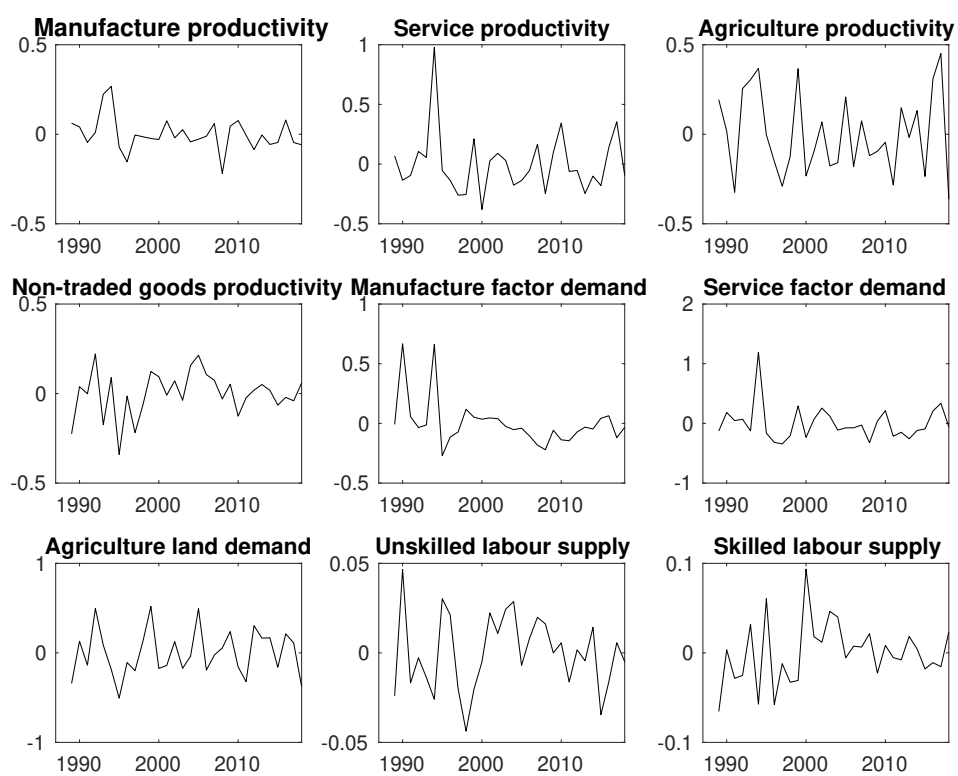 Manufacture productivity
0.5
0
-0.5
1990 2000 2010
Service productivity
1
0.5
0
-0.5
1990 2000 2010
Agriculture productivity
0.5
0
-0.5
1990 2000 2010
Non-traded goods productivity
0.5
0
-0.5
1990 2000 2010
Manufacture factor demand
1
0.5
0
-0.5
1990 2000 2010
Service factor demand
2
1
0
-1
1990 2000 2010
Agriculture land demand
1
0
-1
1990 2000 2010
Unskilled labour supply
0.05
0
-0.05
1990 2000 2010
Skilled labour supply
0.1
0
-0.1
1990 2000 2010